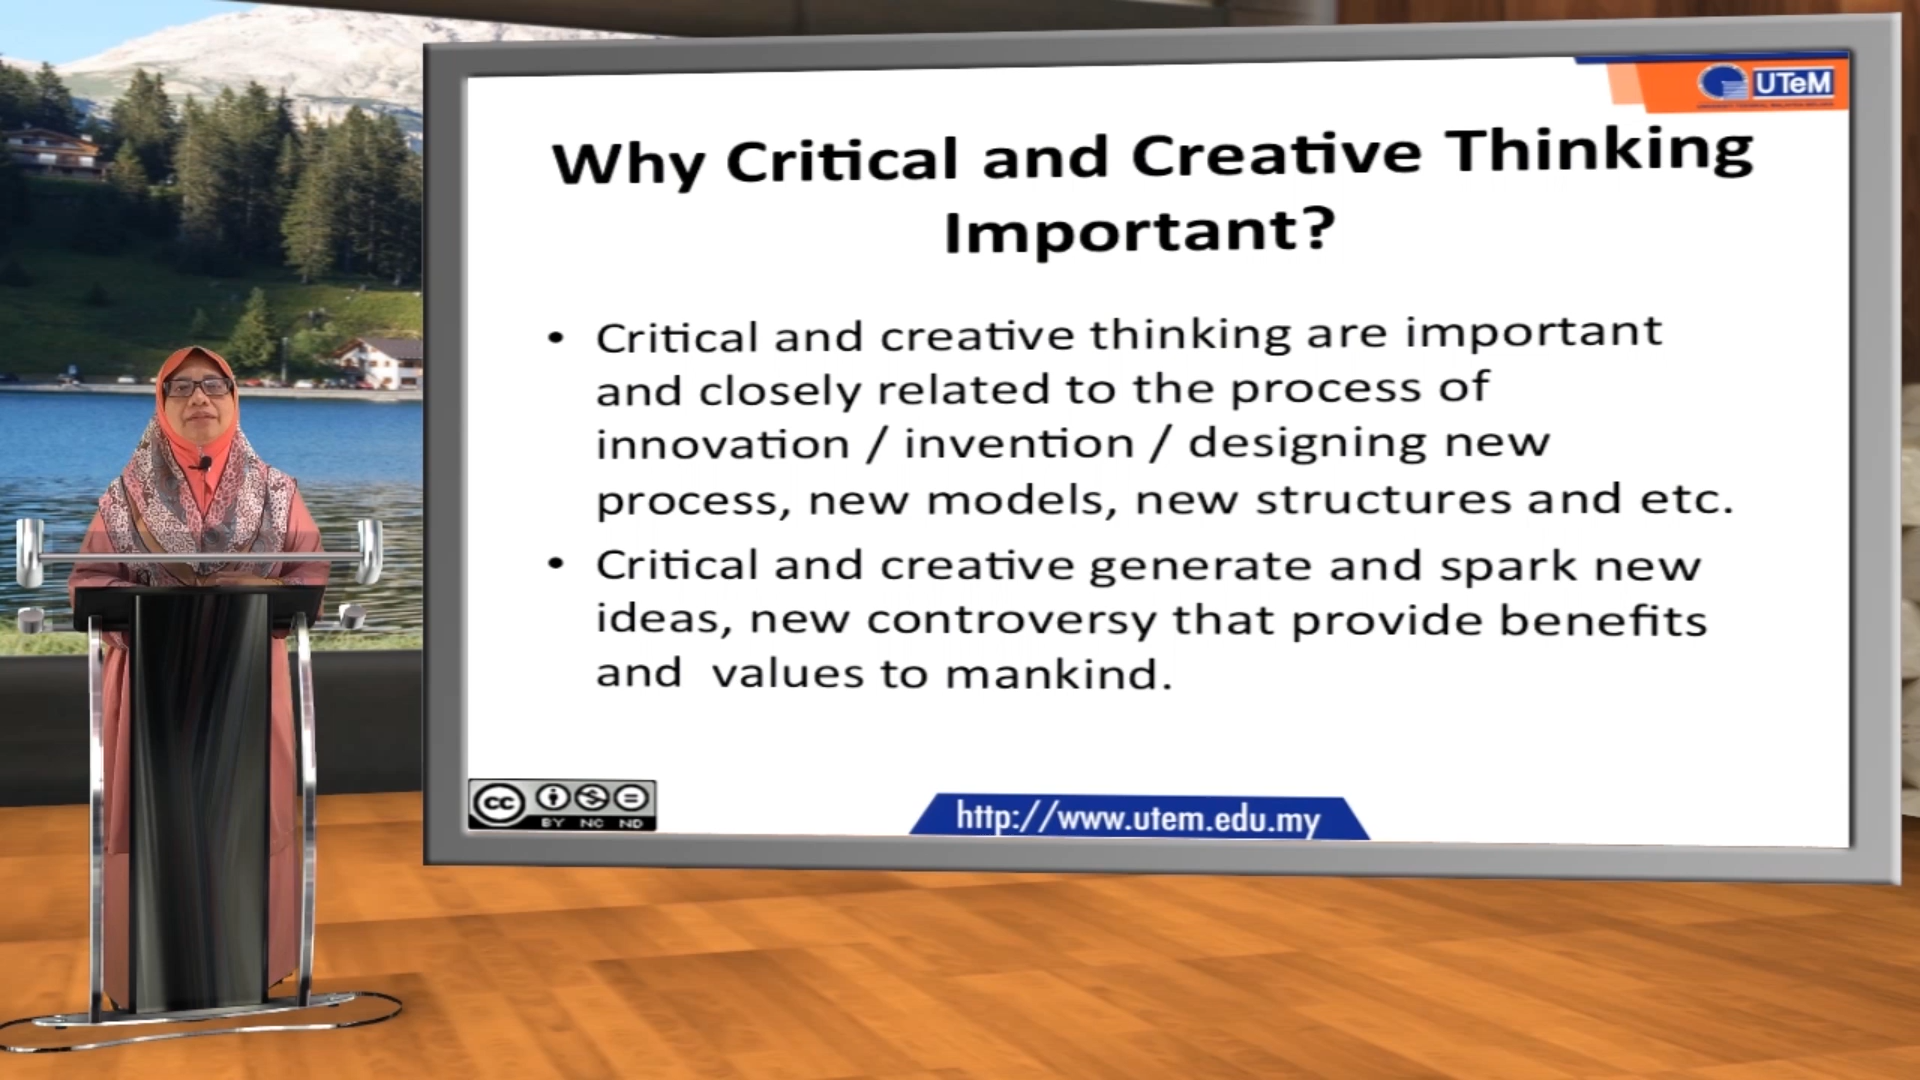 UTeM
Why Critical and Creative Thinking
Important?
• Critical and creative thinking are important
and closely related to the process of
innovation / invention / designing new
process, new models, new structures and etc.
• Critical and creative generate and spark new
ideas, new controversy that provide benefits
and values to mankind.
cc
BY NC ND
http://www.utem.edu.my